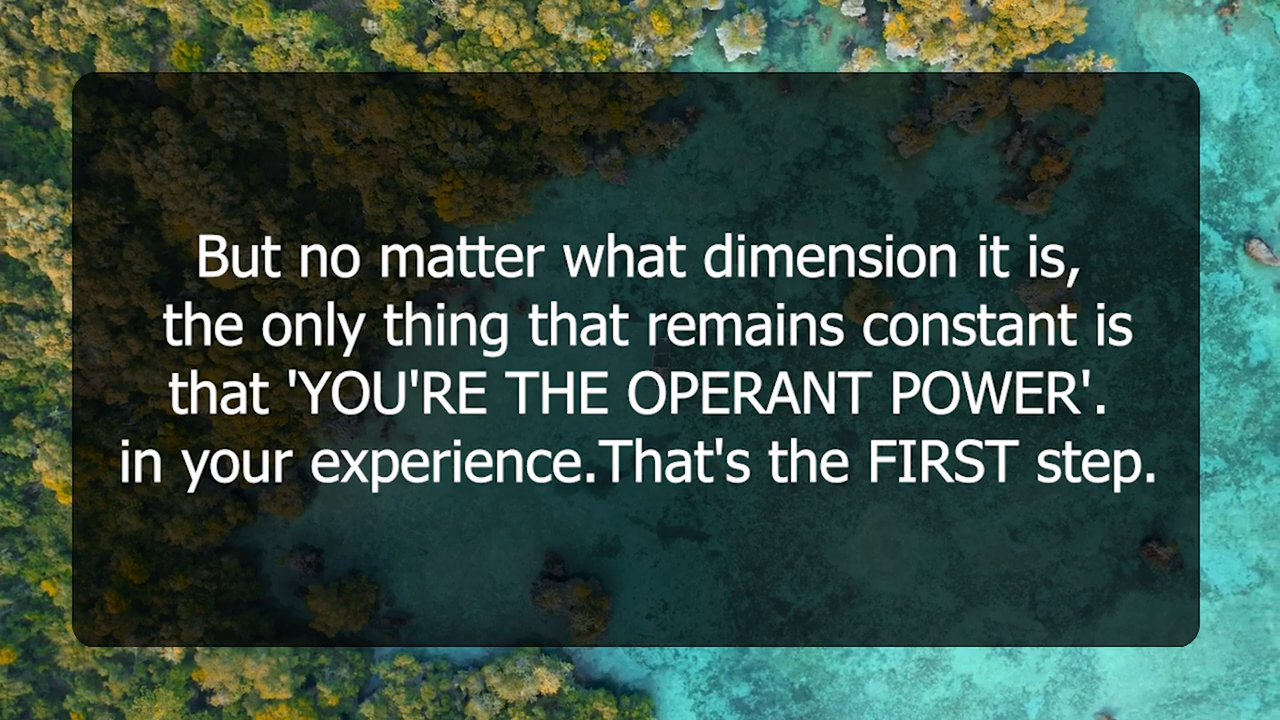 But no matter what dimension it is,
the only thing that remains constant is
that 'YOU'RE THE OPERANT POWER'.
in your experience.That's the FIRST step.